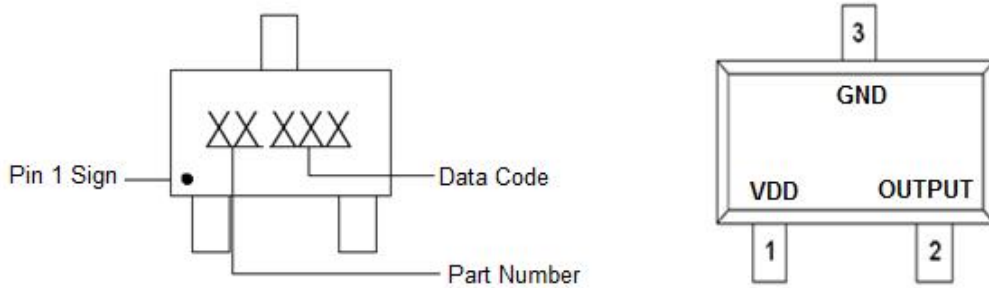 3
GND
XX XXX
Pin 1 Sign
Data Code
VDD OUTPUT
1 2
Part Number